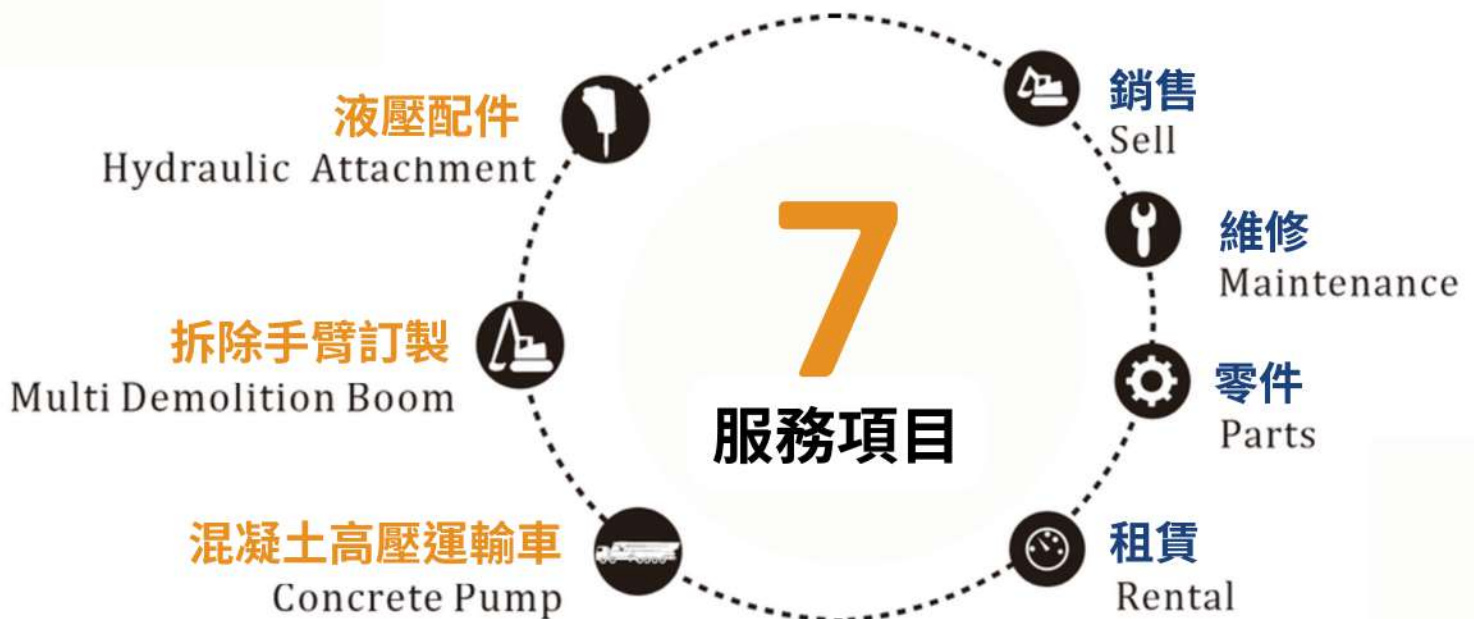 液壓配件
Hydraulic Attachment
拆除手臂訂製
Multi Demolition Boom
混凝土高壓運輸車
Concrete Pump
7
服務項目
銷售
Sell
維修
Maintenance
零件
Parts
租賃
Rental